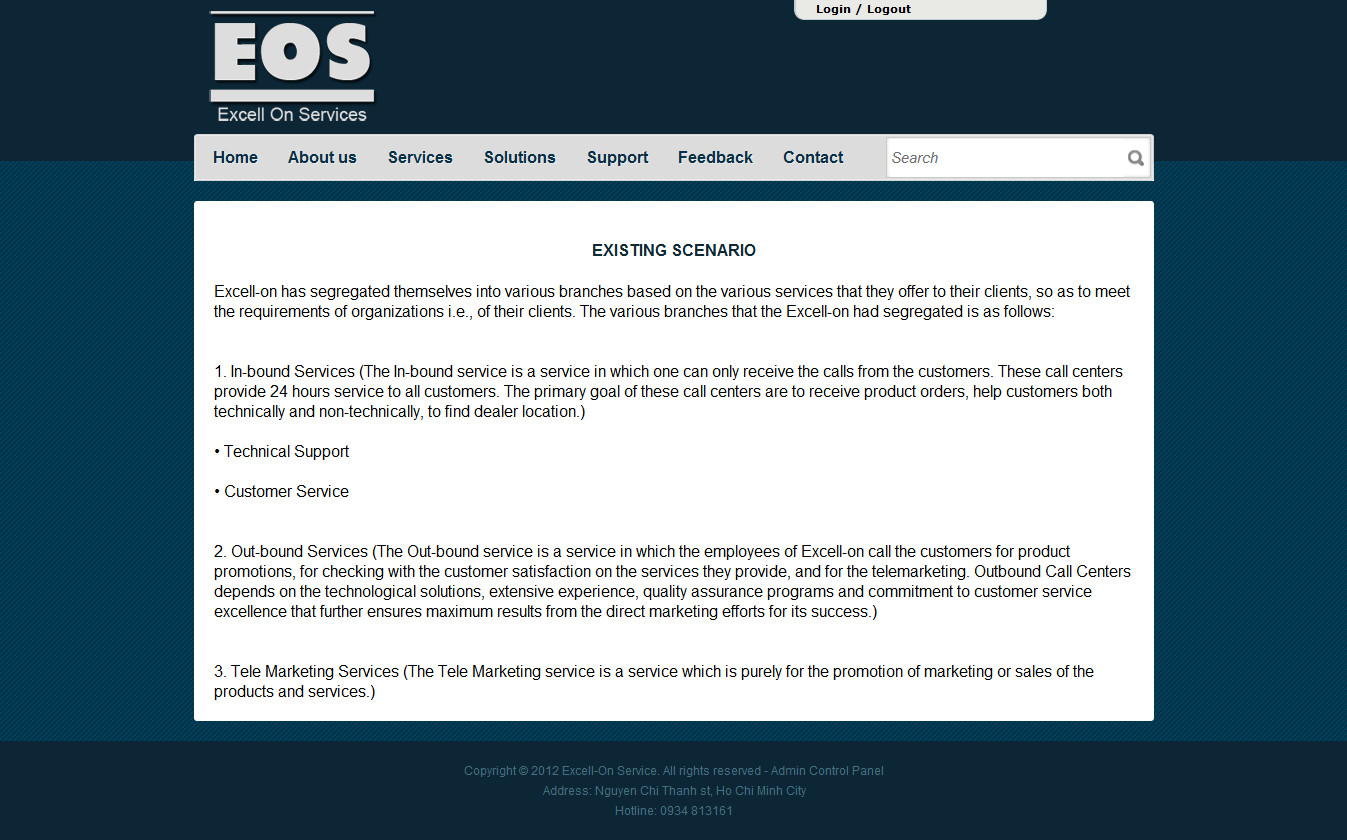 Login / Logout
EOS
Excell On Services
Home About us Services Solutions Support Feedback Contact Search
EXISTING SCENARIO
Excell-on has segregated themselves into various branches based on the various services that they offer to their clients, so as to meet
the requirements of organizations i.e., of their clients. The various branches that the Excell-on had segregated is as follows:
1. In-bound Services (The In-bound service is a service in which one can only receive the calls from the customers. These call centers
provide 24 hours service to all customers. The primary goal of these call centers are to receive product orders, help customers both
technically and non-technically, to find dealer location.)
• Technical Support
• Customer Service
2. Out-bound Services (The Out-bound service is a service in which the employees of Excell-on call the customers for product
promotions, for checking with the customer satisfaction on the services they provide, and for the telemarketing. Outbound Call Centers
depends on the technological solutions, extensive experience, quality assurance programs and commitment to customer service
excellence that further ensures maximum results from the direct marketing efforts for its success.)
3. Tele Marketing Services (The Tele Marketing service is a service which is purely for the promotion of marketing or sales of the
products and services.)
Copyright © 2012 Excell-On Service. All rights reserved - Admin Control Panel
Address: Nguyen Chi Thanh st, Ho Chi Minh City
Hotline: 0934 813161